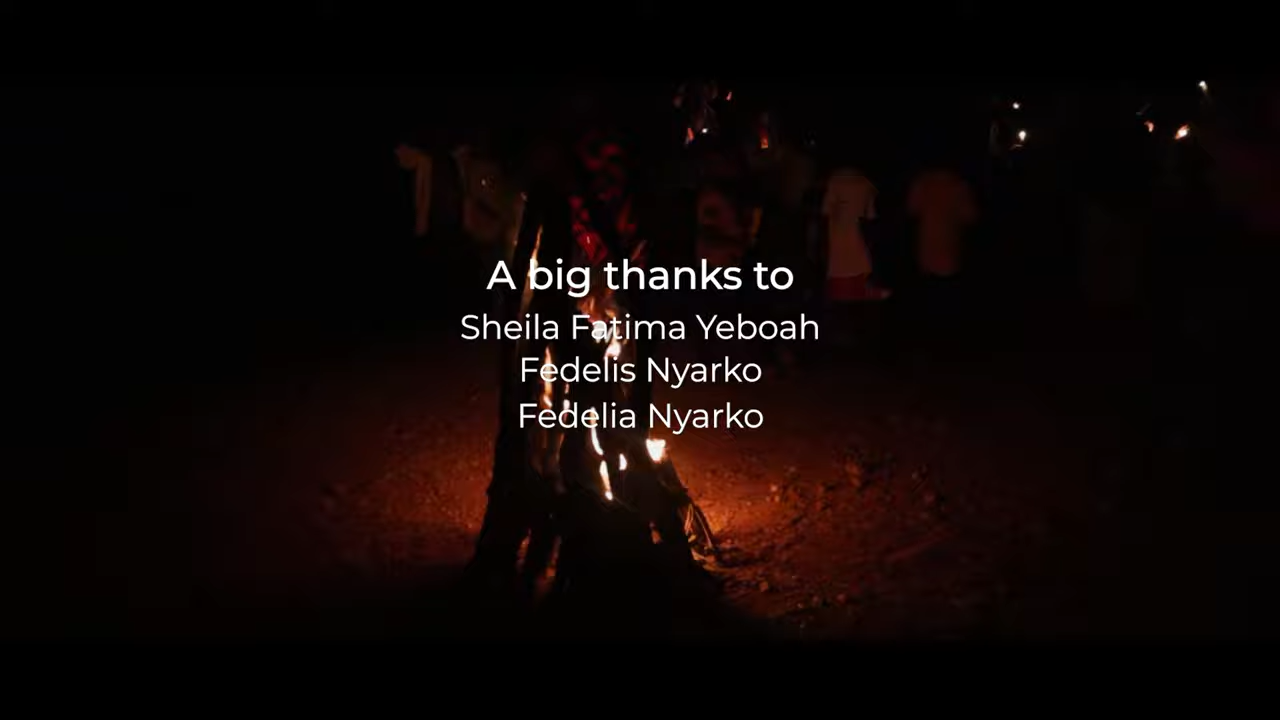 A big thanks to
Sheila Fatima Yeboah
Fedelis Nyarko
Fedelia Nyarko